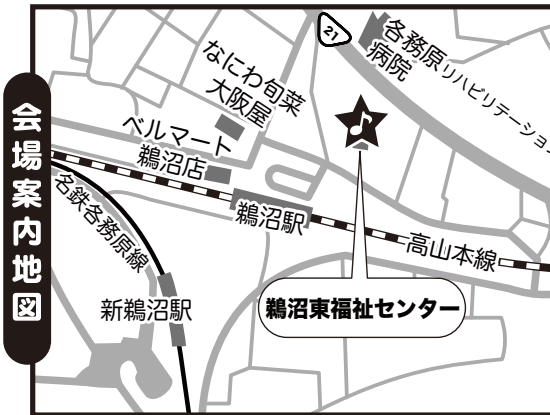 会場案内地図
21
各務原リハビリテーション
病院
なにわ旬菜
大阪屋
ベルマート
鵜沼店
名鉄各務原線
鵜沼駅
高山本線
新鵜沼駅
鵜沼東福祉センター